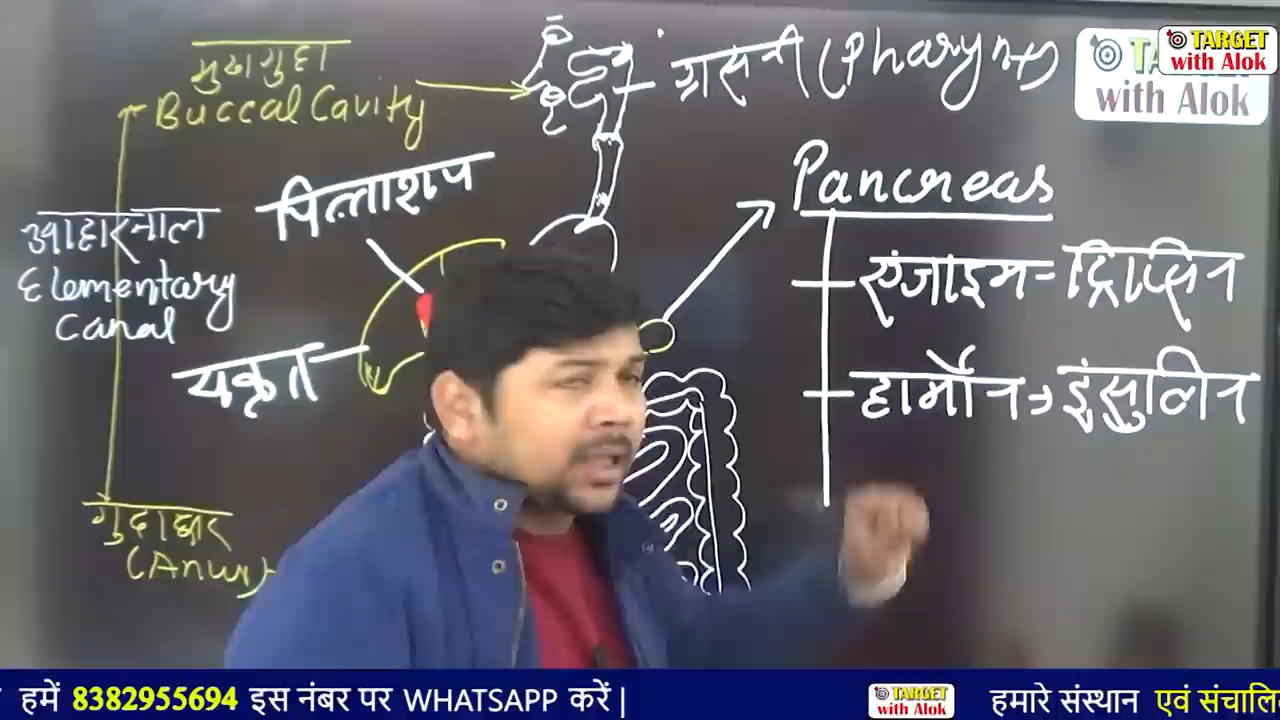 मुखगुहा
Buccal Cavity
ग्रसनी (Pharynx)
TARGET
with Alok
with Alok
पित्ताशय
Pancreas
आहारनाल
Elementary
Canal
एंजाइम = ट्रिप्सिन
यकृत
हार्मोन → इंसुलिन
गुदाद्वार
(Anus)
हमें 8382955694 इस नंबर पर WHATSAPP करें |
TARGET
with Alok
हमारे संस्थान एवं संचालि